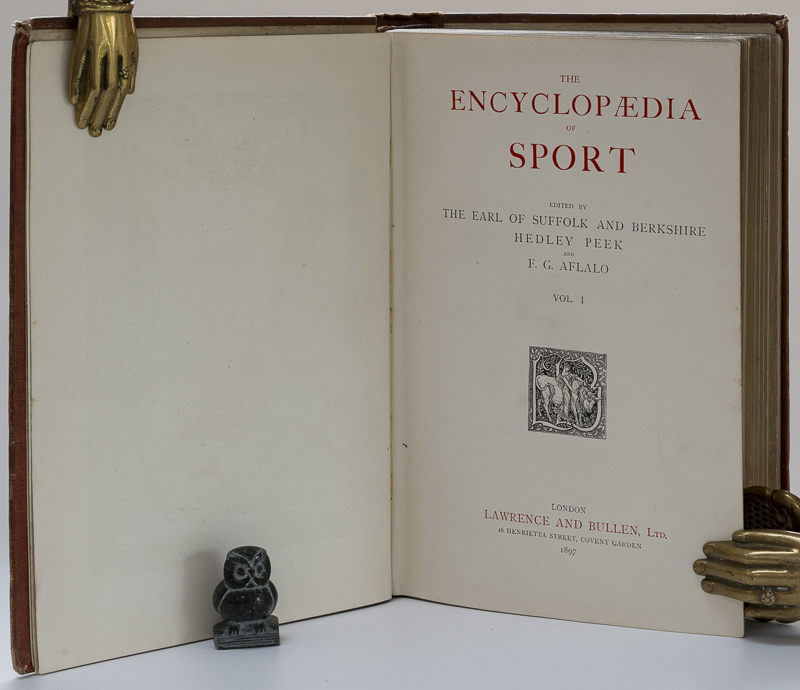 THE
ENCYCLOPÆDIA
OF
SPORT
EDITED BY
THE EARL OF SUFFOLK AND BERKSHIRE
HEDLEY PEEK
AND
F. G. AFLALO
VOL. I
LONDON
LAWRENCE AND BULLEN, LTD.
16 HENRIETTA STREET, COVENT GARDEN
1897